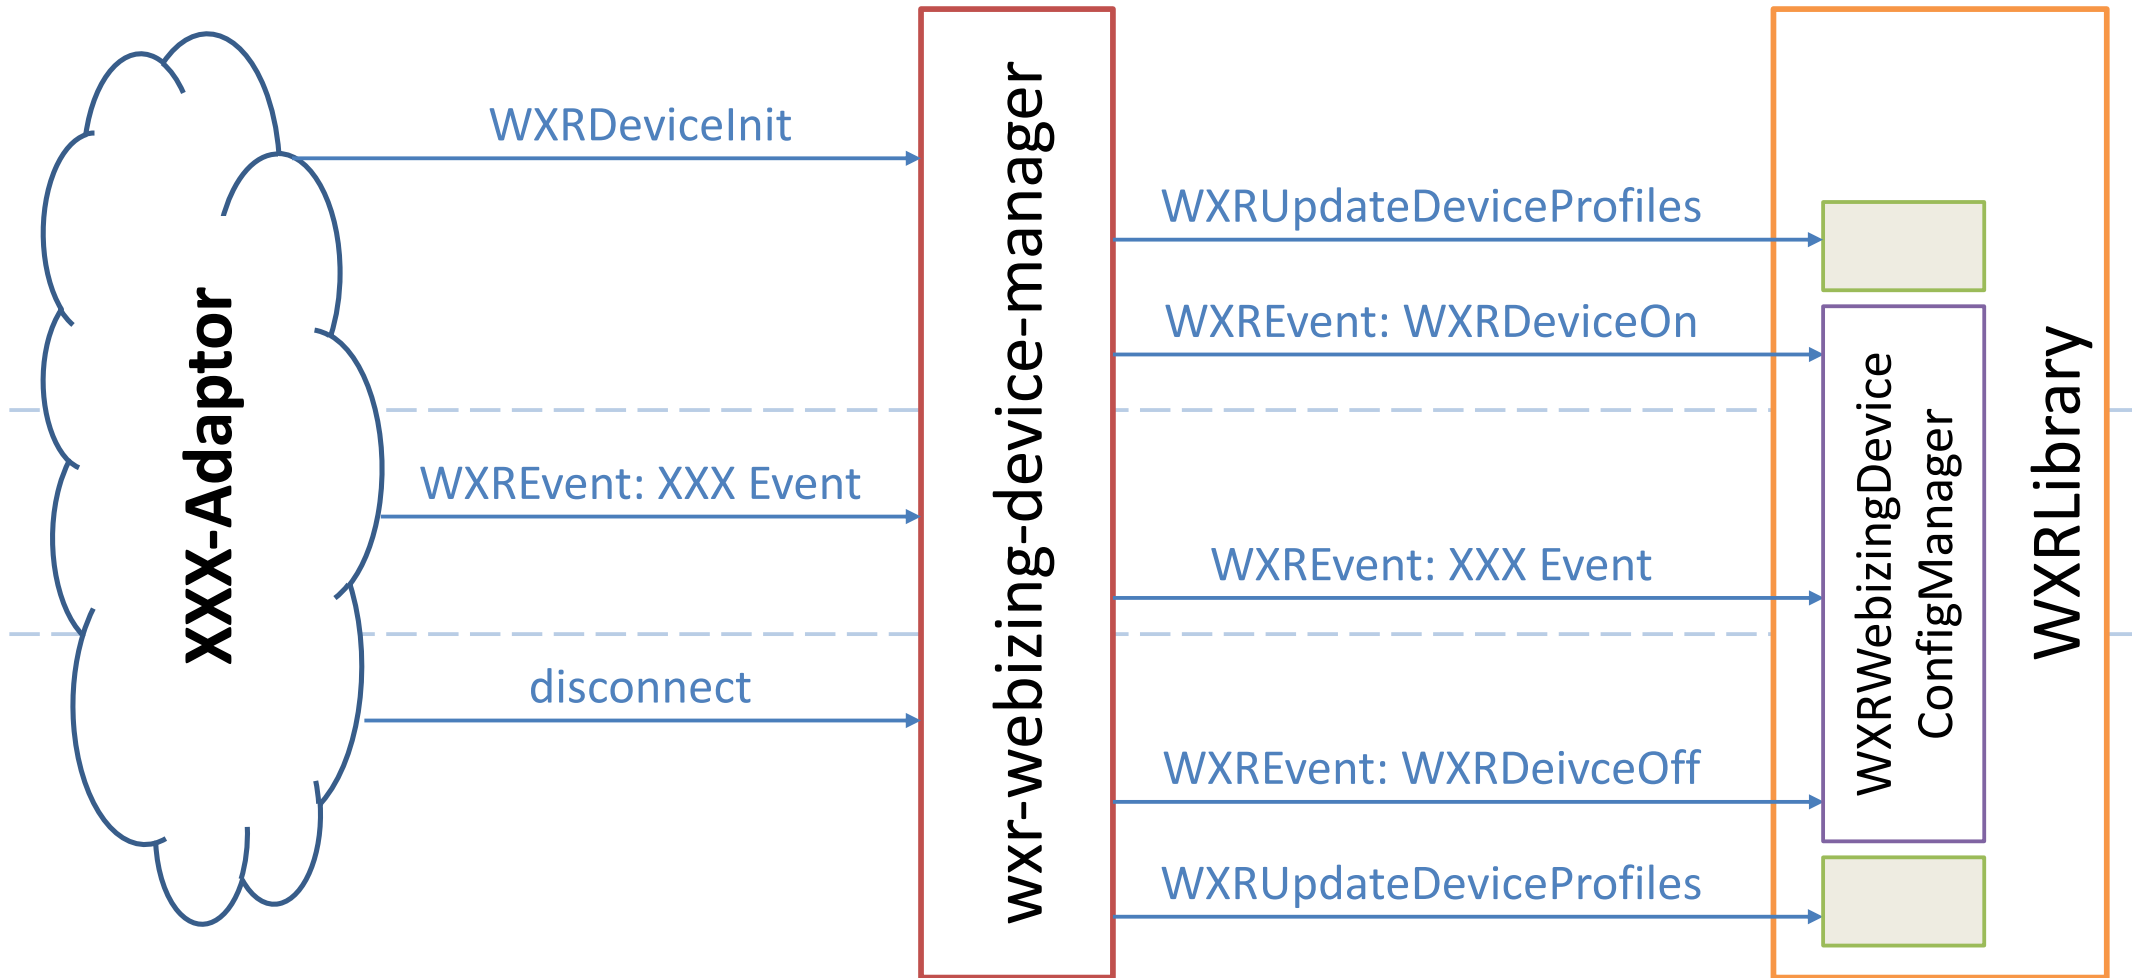 XXX-Adaptor
WXRDeviceInit
WXREvent: XXX Event
disconnect
wxr-webizing-device-manager
WXRUpdateDeviceProfiles
WXREvent: WXRDeviceOn
WXREvent: XXX Event
WXREvent: WXRDeivceOff
WXRUpdateDeviceProfiles
WXRWebizingDevice
ConfigManager
WXRLibrary